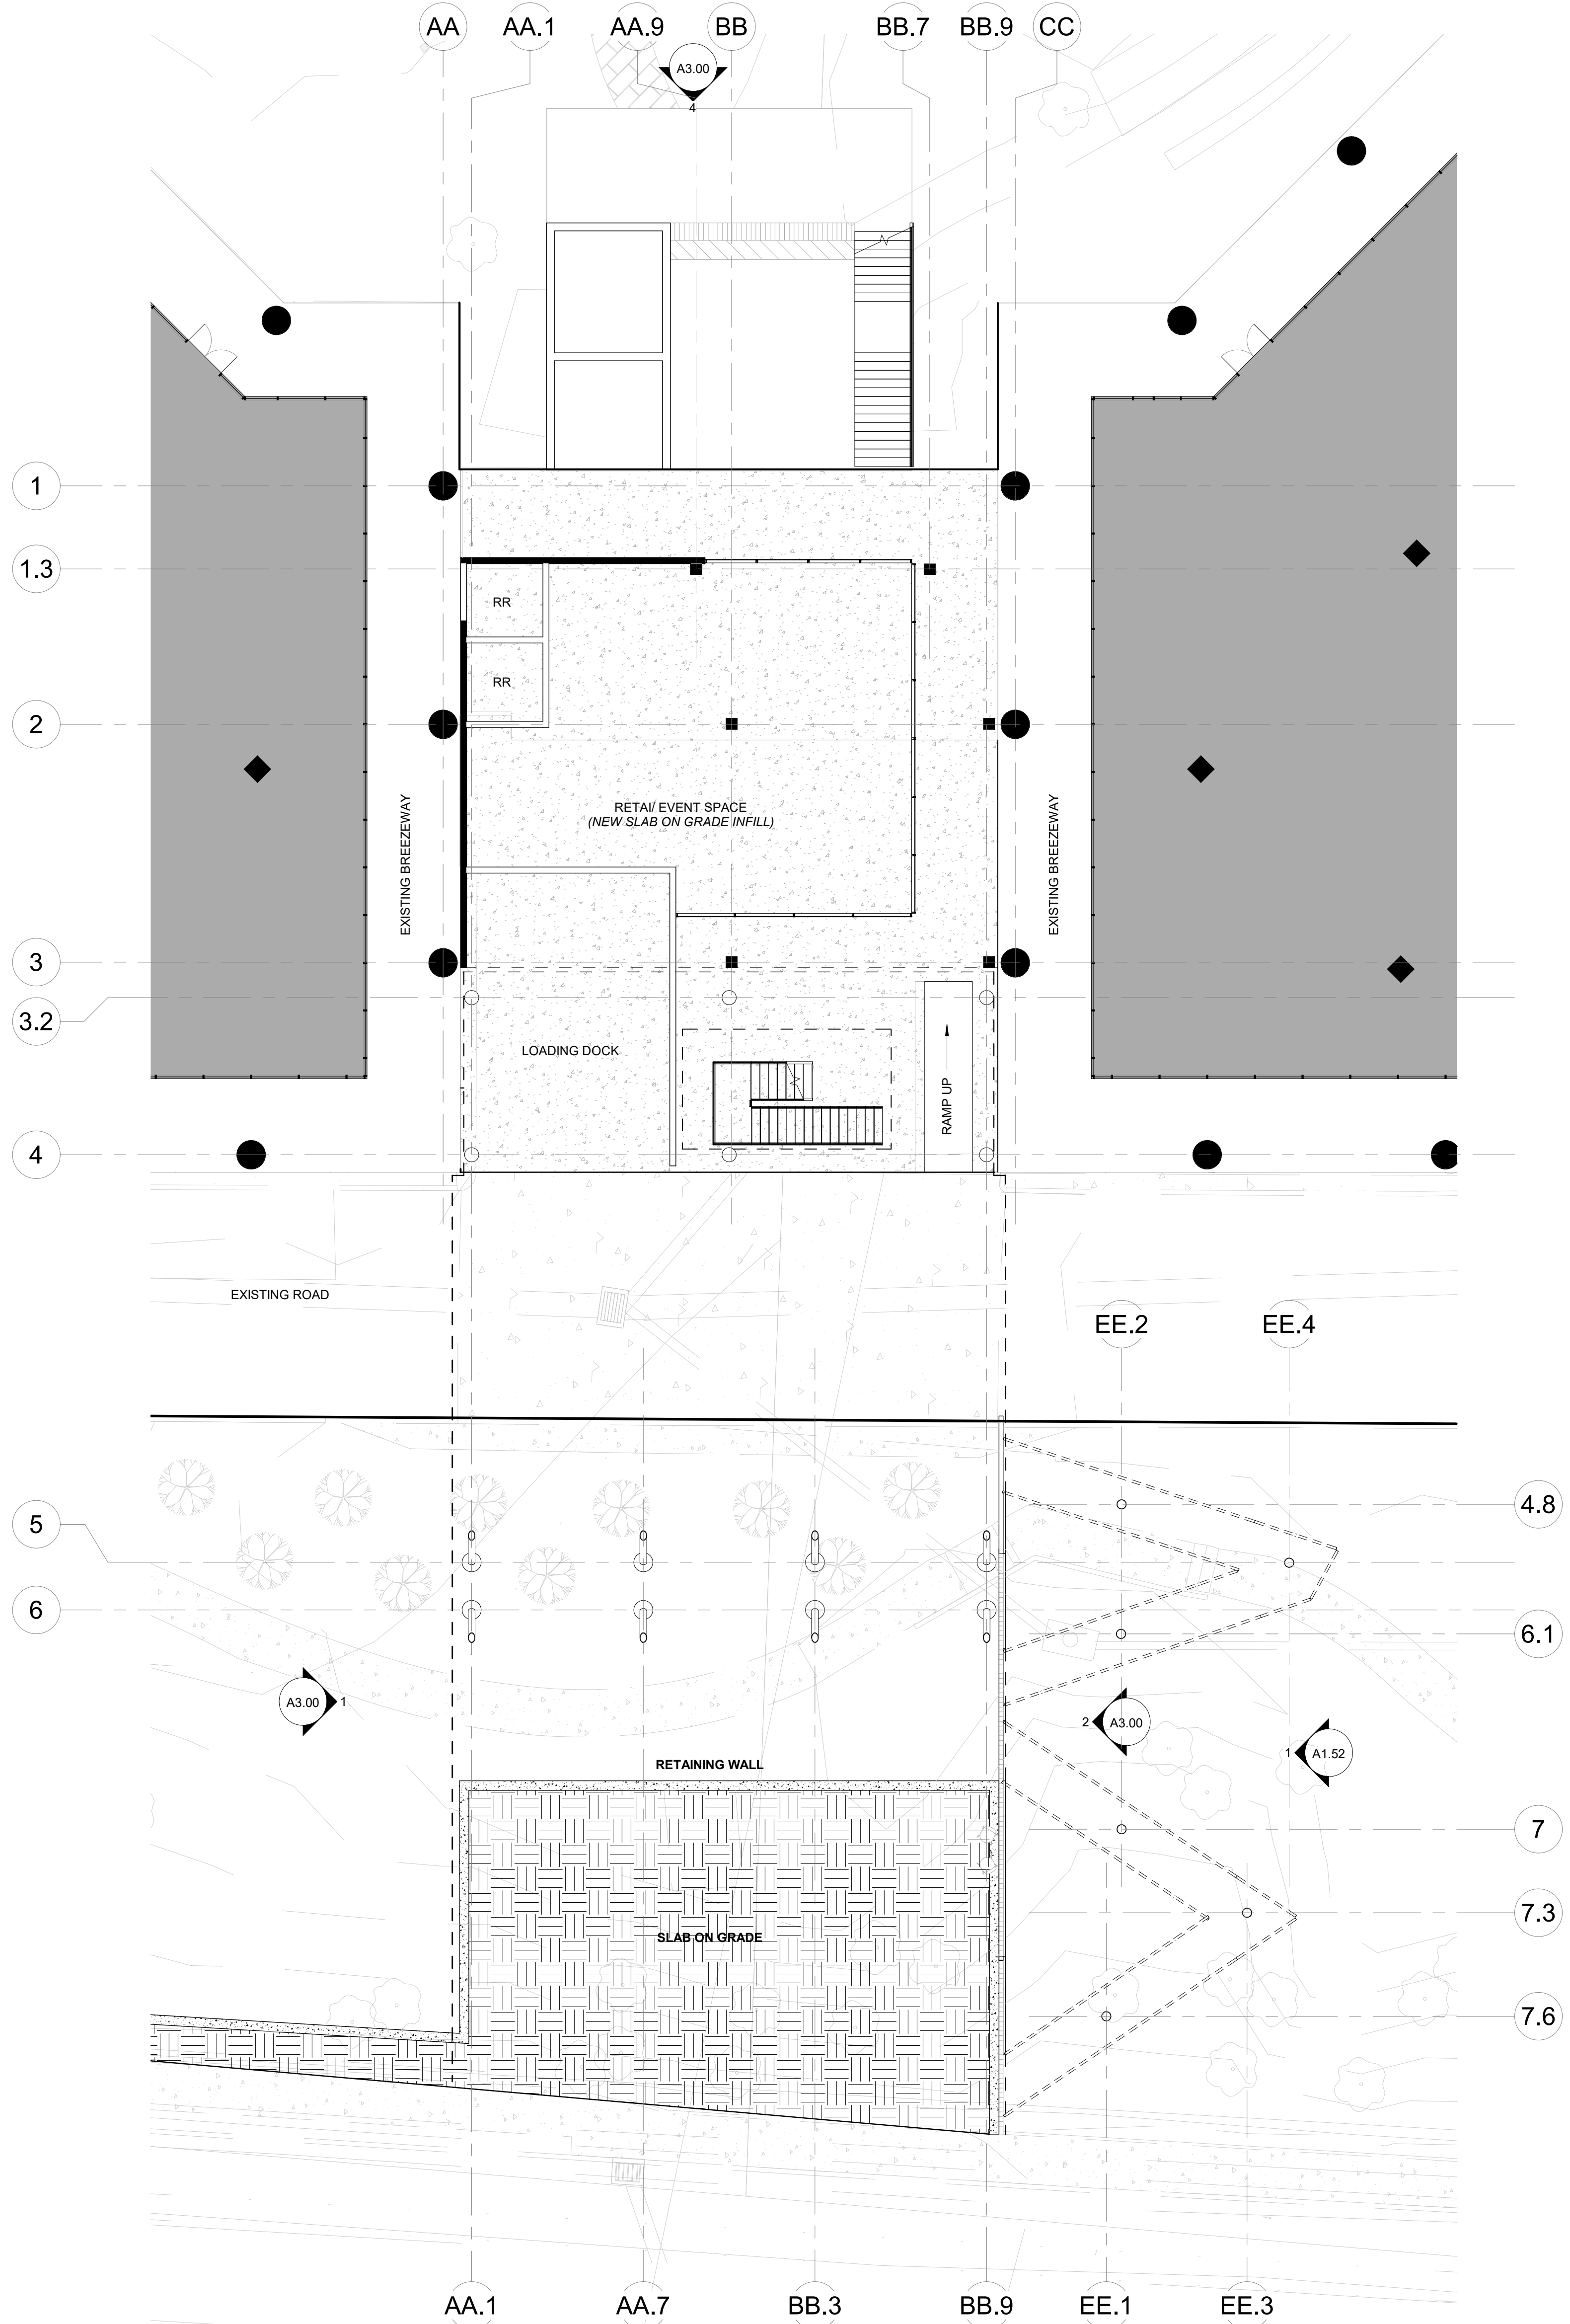 AA
AA.1
AA.9
BB
BB.7
BB.9
CC
A3.00
4
1
1.3
RR
RR
2
RETAI/ EVENT SPACE
(NEW SLAB ON GRADE INFILL)
EXISTING BREEZEWAY
EXISTING BREEZEWAY
3
3.2
LOADING DOCK
RAMP UP
4
EXISTING ROAD
EE.2
EE.4
4.8
5
6
6.1
A3.00
1
2
A3.00
1
A1.52
RETAINING WALL
7
7.3
SLAB ON GRADE
7.6
AA.1
AA.7
BB.3
BB.9
EE.1
EE.3